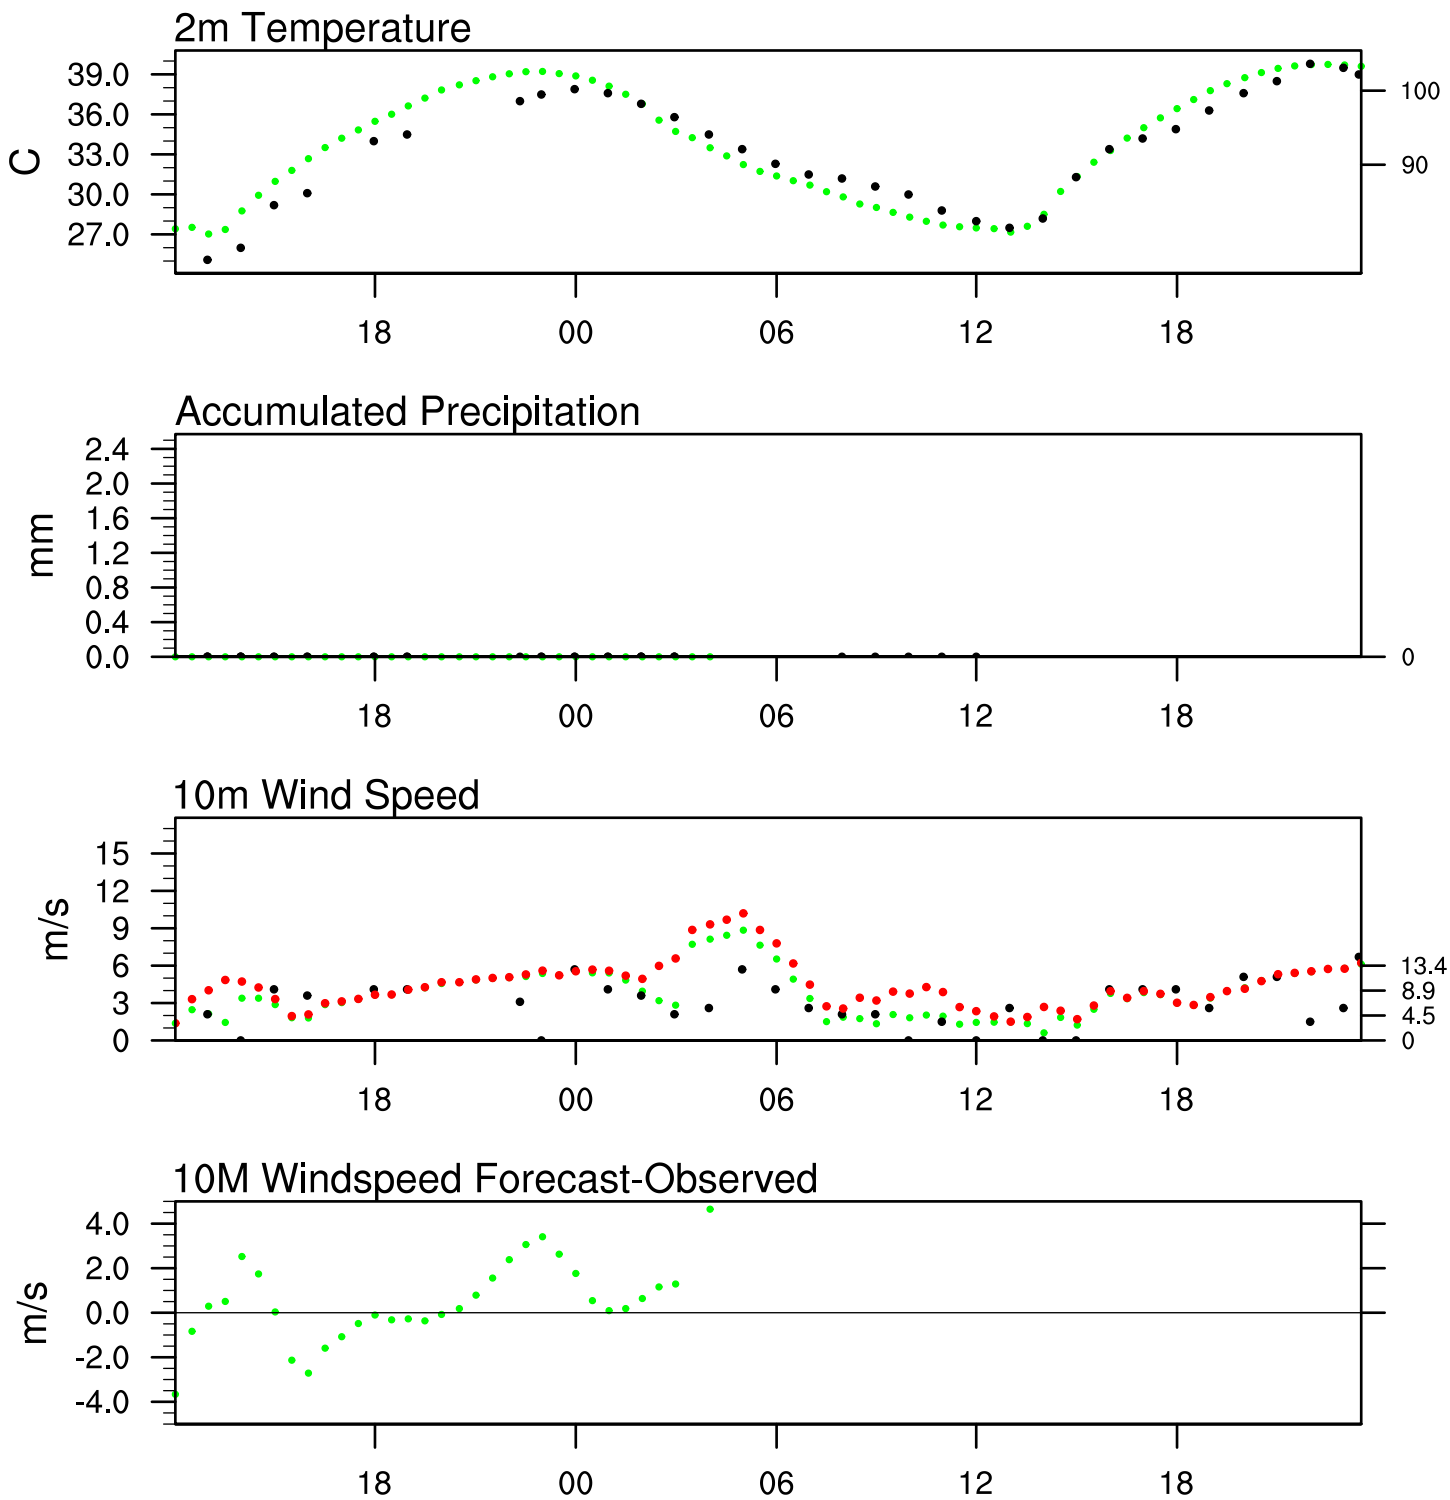 2m Temperature
39.0
36.0
33.0
30.0
27.0
C
100
90
18 00 06 12 18
Accumulated Precipitation
2.4
2.0
1.6
1.2
0.8
0.4
0.0
mm
0
18 00 06 12 18
10m Wind Speed
15
12
9
6
3
0
m/s
13.4
8.9
4.5
0
18 00 06 12 18
10M Windspeed Forecast-Observed
4.0
2.0
0.0
-2.0
-4.0
m/s
18 00 06 12 18